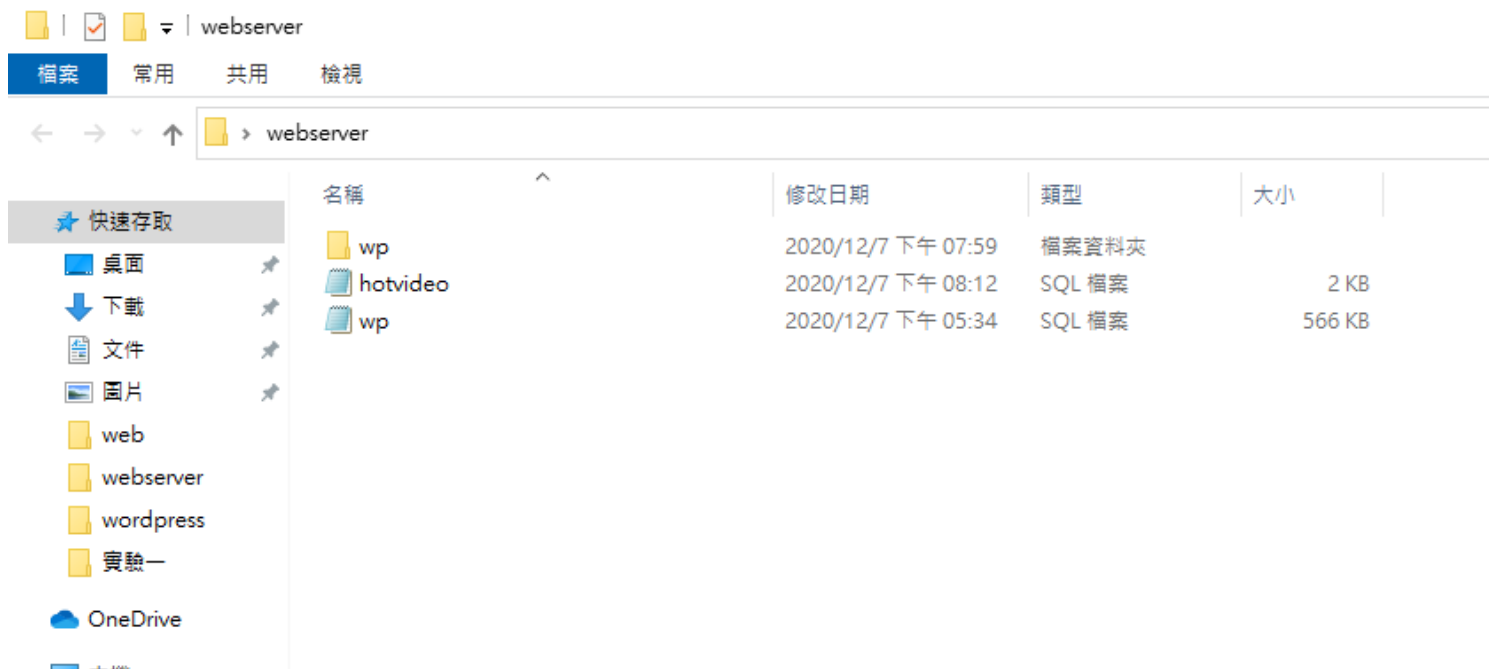 webserver
檔案 常用 共用 檢視
webserver
名稱 修改日期 類型 大小
快速存取
桌面
下載
文件
圖片
web
webserver
wordpress
實驗一
OneDrive
wp 2020/12/7 下午 07:59 檔案資料夾
hotvideo 2020/12/7 下午 08:12 SQL 檔案 2 KB
wp 2020/12/7 下午 05:34 SQL 檔案 566 KB